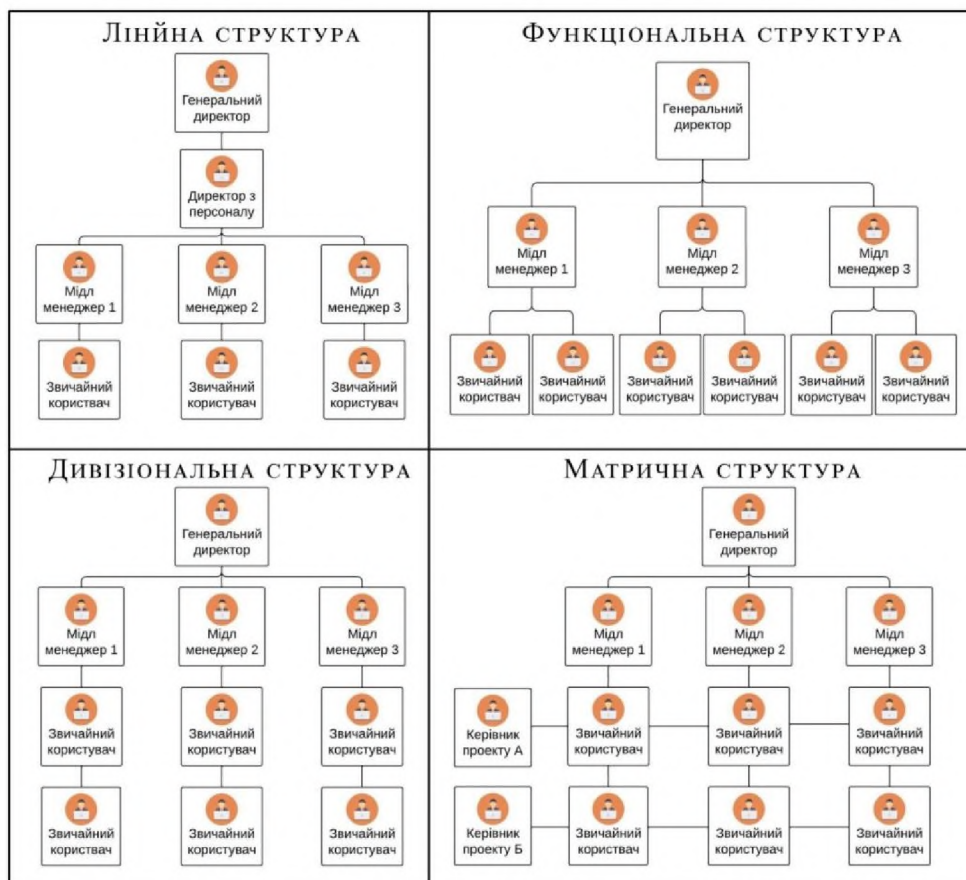 ЛІНІЙНА СТРУКТУРА
Генеральний
директор
Директор з
персоналу
Мідл
менеджер 1
Мідл
менеджер 2
Мідл
менеджер 3
Звичайний
користвач
Звичайний
користувач
Звичайний
користувач
ФУНКЦІОНАЛЬНА СТРУКТУРА
Генеральний
директор
Мідл
менеджер 1
Мідл
менеджер 2
Мідл
менеджер 3
Звичайний
користвач
Звичайний
користувач
Звичайний
користувач
Звичайний
користувач
Звичайний
користувач
Звичайний
користувач
ДИВІЗІОНАЛЬНА СТРУКТУРА
Генеральний
директор
Мідл
менеджер 1
Мідл
менеджер 2
Мідл
менеджер 3
Звичайний
користувач
Звичайний
користувач
Звичайний
користувач
Звичайний
користвач
Звичайний
користувач
Звичайний
користувач
МАТРИЧНА СТРУКТУРА
Генеральний
директор
Мідл
менеджер 1
Мідл
менеджер 2
Мідл
менеджер 3
Керівник
проекту А
Звичайний
користувач
Звичайний
користувач
Звичайний
користувач
Керівник
проекту Б
Звичайний
користвач
Звичайний
користувач
Звичайний
користувач